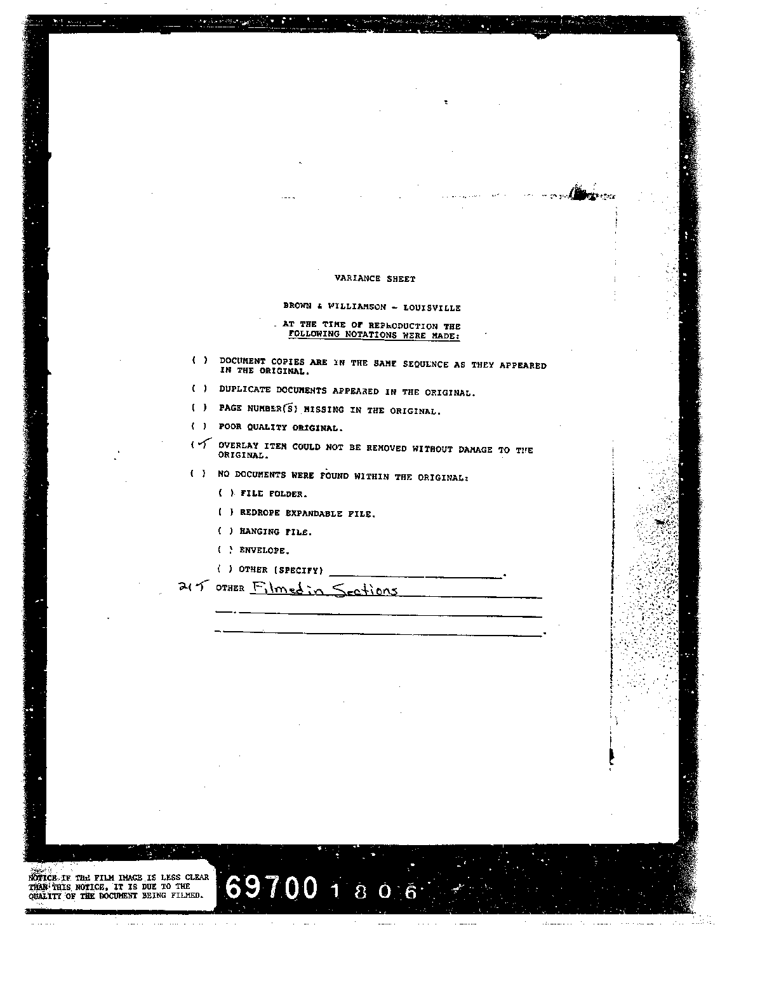 VARIANCE SHEET
BROWN & WILLIAMSON - LOUISVILLE
AT THE TIME OF REPRODUCTION THE
FOLLOWING NOTATIONS WERE MADE:
( ) DOCUMENT COPIES ARE IN THE SAME SEQUENCE AS THEY APPEARED
IN THE ORIGINAL.
( ) DUPLICATE DOCUMENTS APPEARED IN THE ORIGINAL.
( ) PAGE NUMBER(S) MISSING IN THE ORIGINAL.
( ) POOR QUALITY ORIGINAL.
(✓) OVERLAY ITEM COULD NOT BE REMOVED WITHOUT DAMAGE TO THE
ORIGINAL.
( ) NO DOCUMENTS WERE FOUND WITHIN THE ORIGINAL:
( ) FILE FOLDER.
( ) REDROPE EXPANDABLE FILE.
( ) HANGING FILE.
( ) ENVELOPE.
( ) OTHER (SPECIFY) .
2(✓) OTHER Filmed in Sections
NOTICE IF THE FILM IMAGE IS LESS CLEAR
THAN THIS NOTICE, IT IS DUE TO THE
QUALITY OF THE DOCUMENT BEING FILMED.
69700 1806